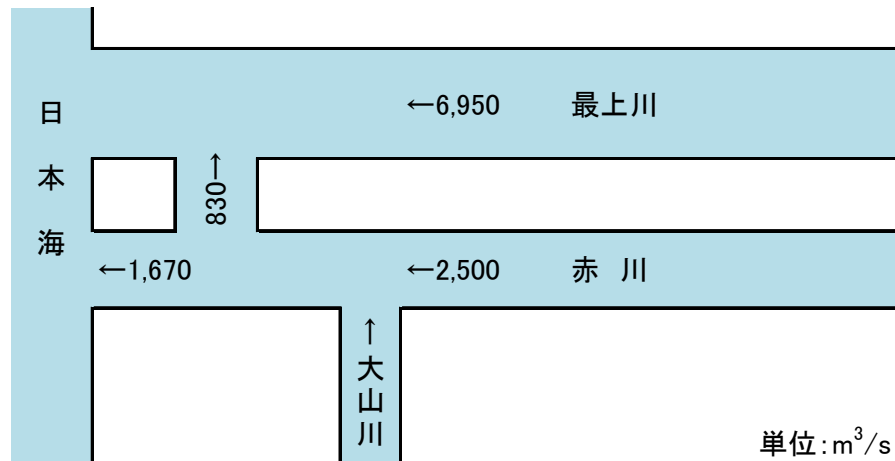 日本海
←6,950 最上川
830→
←1,670
←2,500 赤川
↑大山川
単位:m³/s